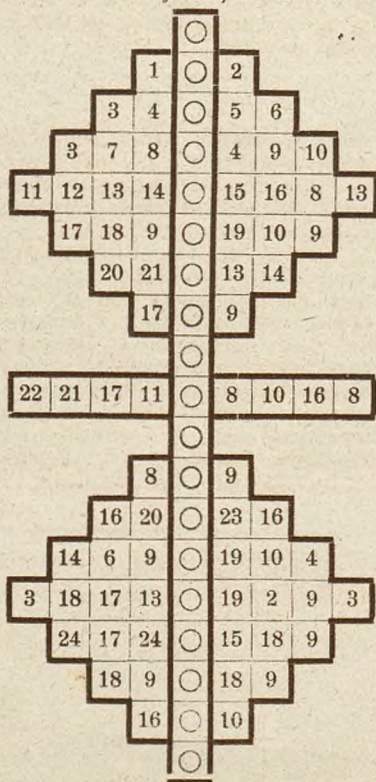 ○
1 ○ 2
3 4 ○ 5 6
3 7 8 ○ 4 9 10
11 12 13 14 ○ 15 16 8 13
17 18 9 ○ 19 10 9
20 21 ○ 13 14
17 ○ 9
○
22 21 17 11 ○ 8 10 16 8
○
8 ○ 9
16 20 ○ 23 16
14 6 9 ○ 19 10 4
3 18 17 13 ○ 19 2 9 3
24 17 24 ○ 15 18 9
18 9 ○ 18 9
16 ○ 10
○